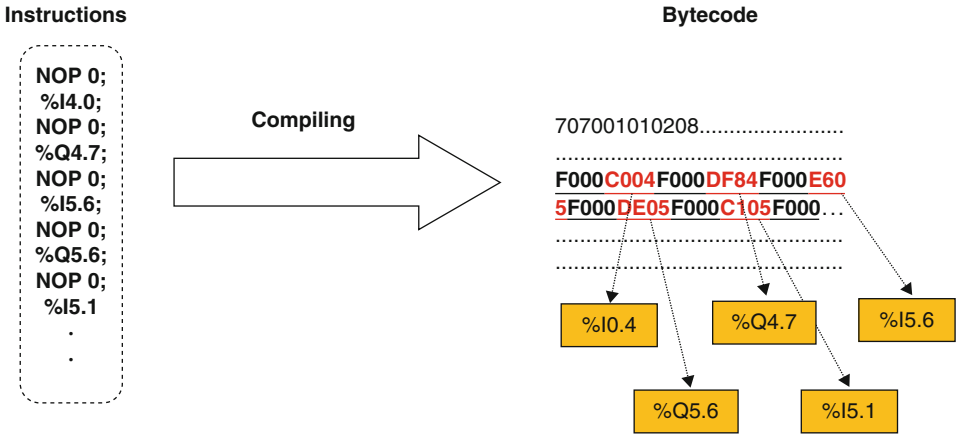 Instructions
NOP 0;
%I4.0;
NOP 0;
%Q4.7;
NOP 0;
%I5.6;
NOP 0;
%Q5.6;
NOP 0;
%I5.1
.
.
Compiling
Bytecode
707001010208........................
................................................
F000C004F000DF84F000E60
5F000DE05F000C105F000...
................................................
................................................
%I0.4
%Q4.7
%I5.6
%Q5.6
%I5.1